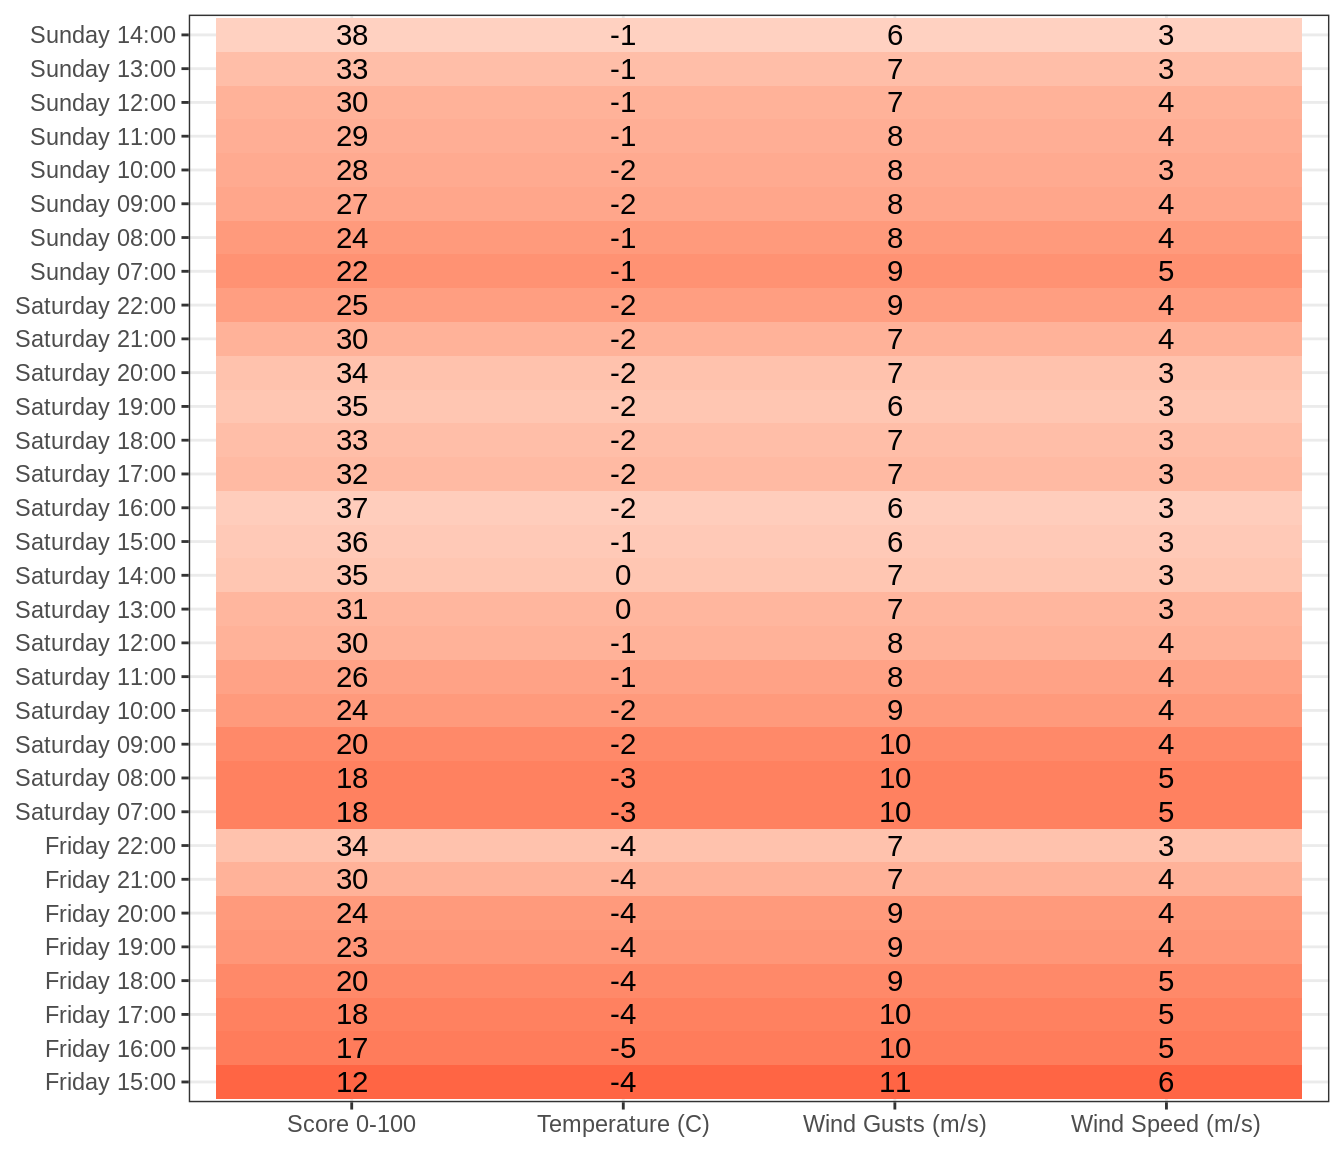 Sunday 14:00 38 -1 6 3
Sunday 13:00 33 -1 7 3
Sunday 12:00 30 -1 7 4
Sunday 11:00 29 -1 8 4
Sunday 10:00 28 -2 8 3
Sunday 09:00 27 -2 8 4
Sunday 08:00 24 -1 8 4
Sunday 07:00 22 -1 9 5
Saturday 22:00 25 -2 9 4
Saturday 21:00 30 -2 7 4
Saturday 20:00 34 -2 7 3
Saturday 19:00 35 -2 6 3
Saturday 18:00 33 -2 7 3
Saturday 17:00 32 -2 7 3
Saturday 16:00 37 -2 6 3
Saturday 15:00 36 -1 6 3
Saturday 14:00 35 0 7 3
Saturday 13:00 31 0 7 3
Saturday 12:00 30 -1 8 4
Saturday 11:00 26 -1 8 4
Saturday 10:00 24 -2 9 4
Saturday 09:00 20 -2 10 4
Saturday 08:00 18 -3 10 5
Saturday 07:00 18 -3 10 5
Friday 22:00 34 -4 7 3
Friday 21:00 30 -4 7 4
Friday 20:00 24 -4 9 4
Friday 19:00 23 -4 9 4
Friday 18:00 20 -4 9 5
Friday 17:00 18 -4 10 5
Friday 16:00 17 -5 10 5
Friday 15:00 12 -4 11 6
Score 0-100 Temperature (C) Wind Gusts (m/s) Wind Speed (m/s)